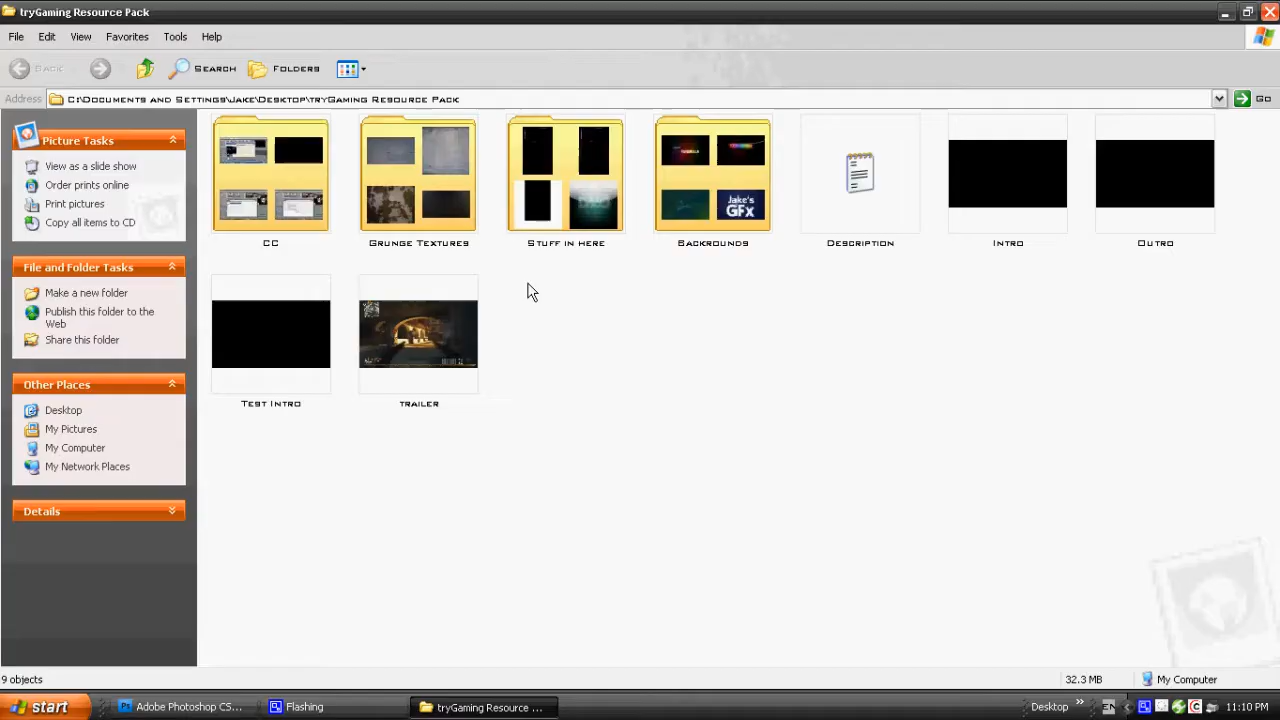 tryGaming Resource Pack
File Edit View Favorites Tools Help
Back Search Folders
Address C:\Documents and Settings\Jake\Desktop\tryGaming Resource Pack Go
Picture Tasks
View as a slide show
Order prints online
Print pictures
Copy all items to CD
File and Folder Tasks
Make a new folder
Publish this folder to the
Web
Share this folder
Other Places
Desktop
My Pictures
My Computer
My Network Places
Details
Jake's
GFx
CC Grunge Textures Stuff in here Backrounds Description Intro Outro
Test Intro trailer
9 objects 32.3 MB My Computer
start Adobe Photoshop CS... Flashing tryGaming Resource ... Desktop EN 11:10 PM